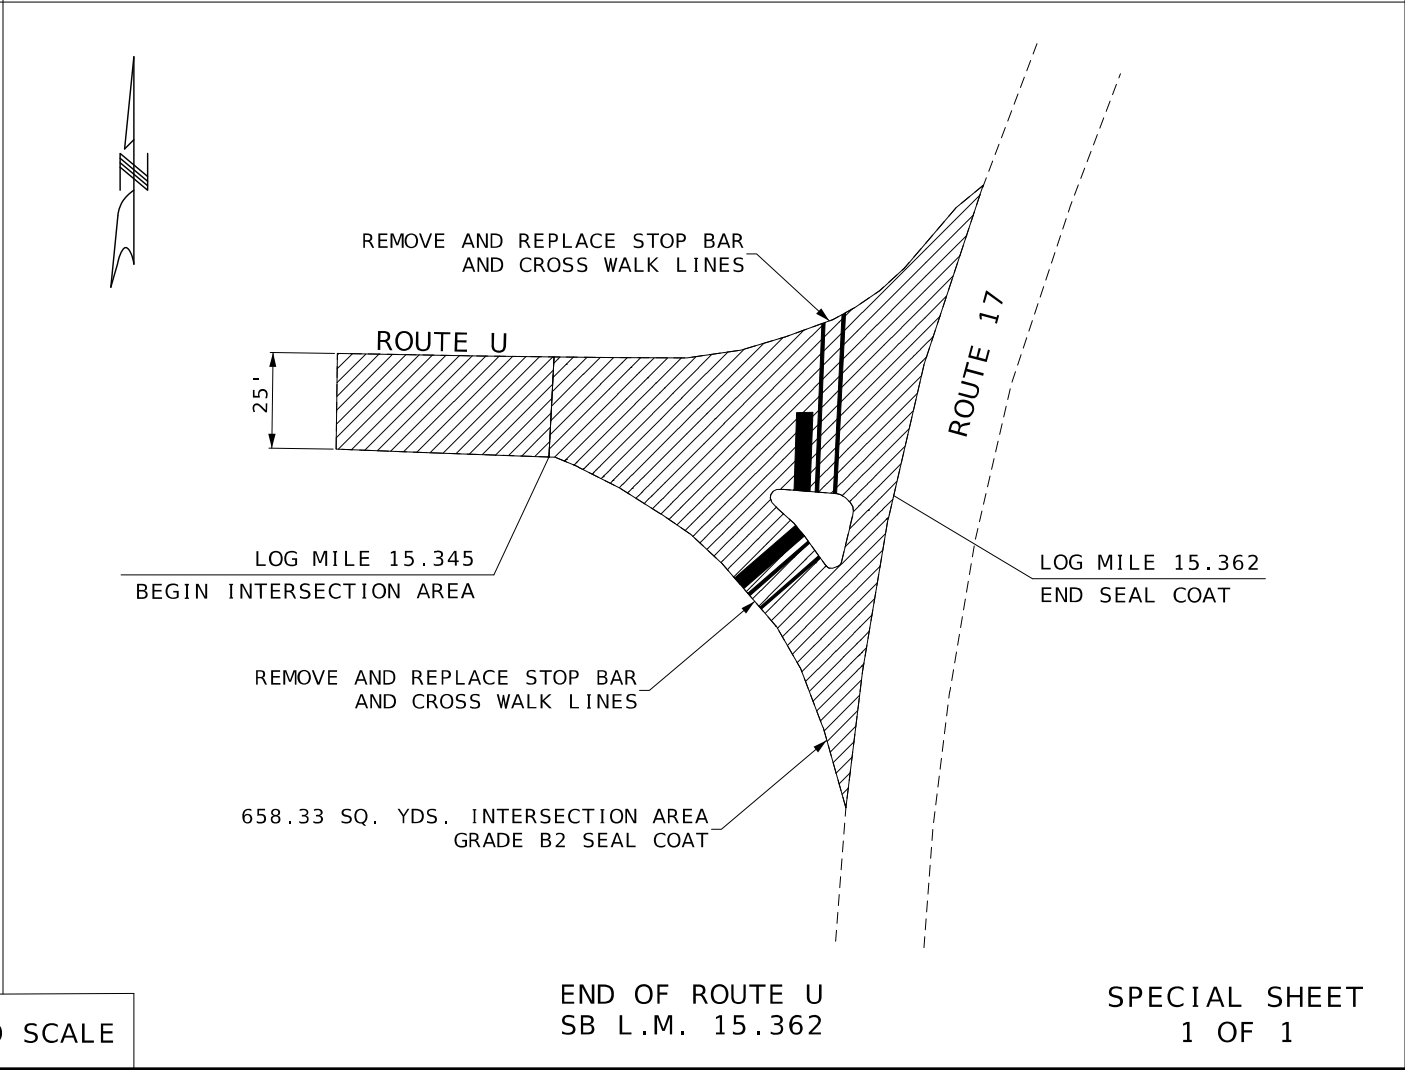 N
REMOVE AND REPLACE STOP BAR
AND CROSS WALK LINES
ROUTE U
25'
ROUTE 17
LOG MILE 15.345
BEGIN INTERSECTION AREA
LOG MILE 15.362
END SEAL COAT
REMOVE AND REPLACE STOP BAR
AND CROSS WALK LINES
658.33 SQ. YDS. INTERSECTION AREA
GRADE B2 SEAL COAT
END OF ROUTE U
SB L.M. 15.362
SPECIAL SHEET
1 OF 1
SCALE